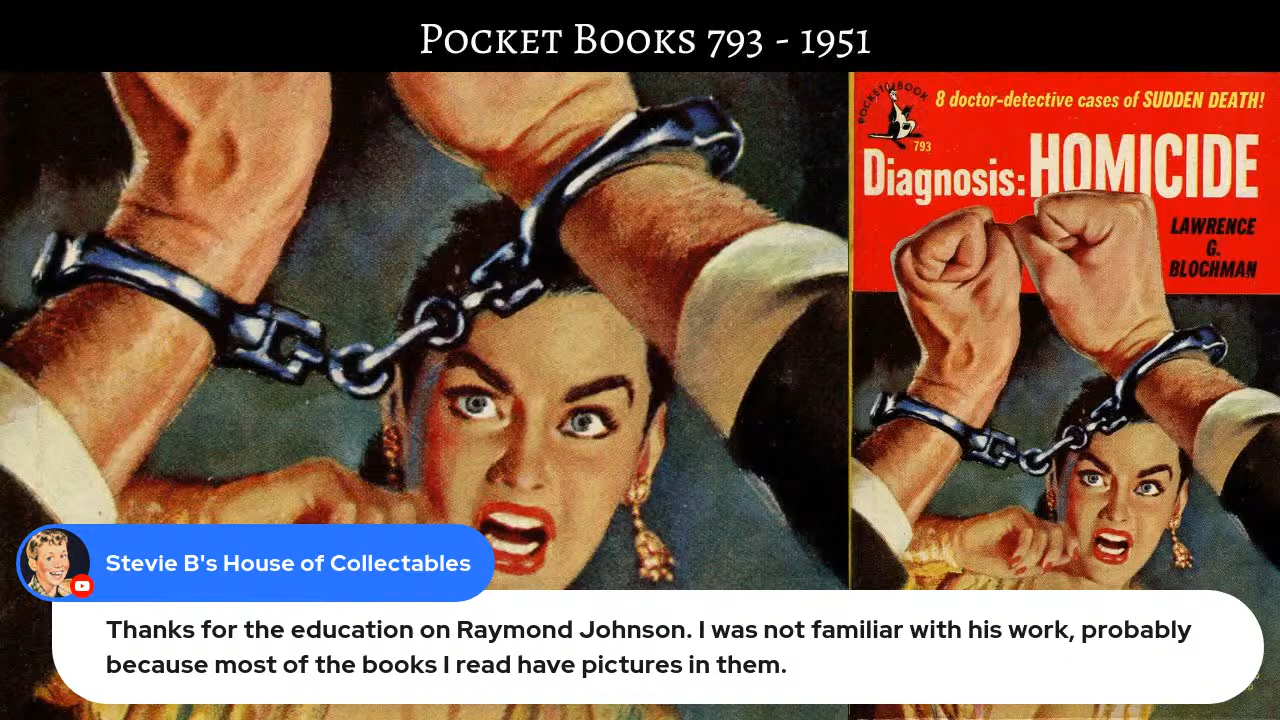 Pocket Books 793 - 1951
POCKET BOOK
793
8 doctor-detective cases of SUDDEN DEATH!
Diagnosis: HOMICIDE
LAWRENCE
G.
BLOCHMAN
Stevie B's House of Collectables
Thanks for the education on Raymond Johnson. I was not familiar with his work, probably
because most of the books I read have pictures in them.